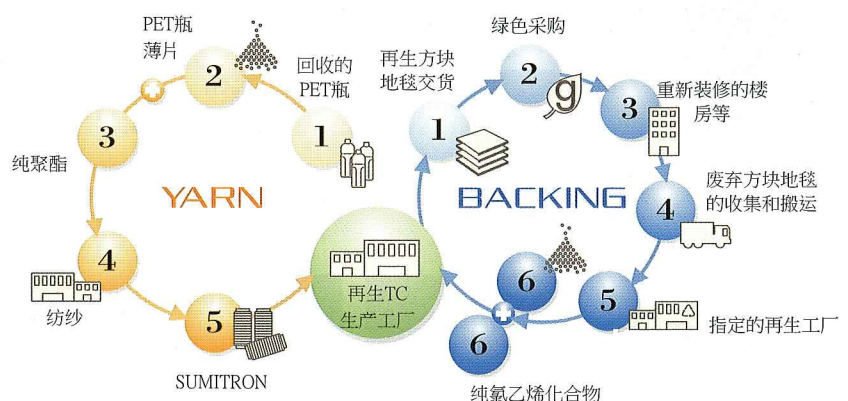 PET瓶
薄片
2
回收的
PET瓶
1
3
纯聚酯
YARN
4
纺纱
5
SUMITRON
再生TC
生产工厂
再生方块
地毯交货
1
绿色采购
2
g
3
重新装修的楼
房等
BACKING
4
废弃方块地毯
的收集和搬运
5
指定的再生工厂
6
6
纯氯乙烯化合物